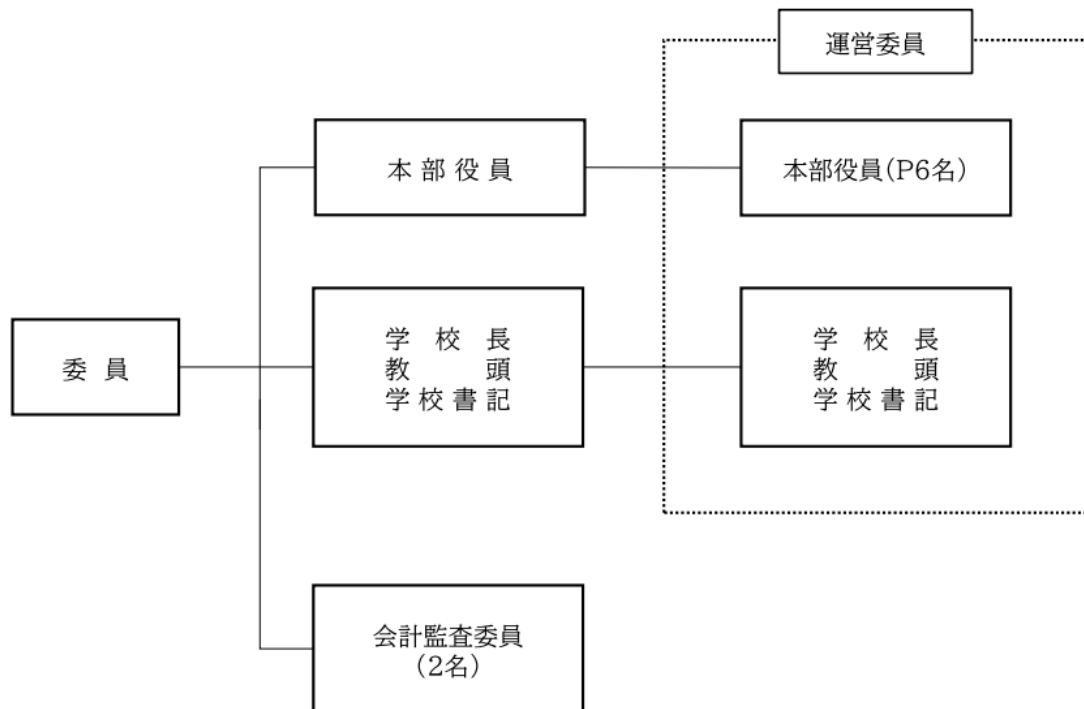 運営委員
本部役員
本部役員(P6名)
委員
学校長
教頭
学校書記
学校長
教頭
学校書記
会計監査委員
(2名)